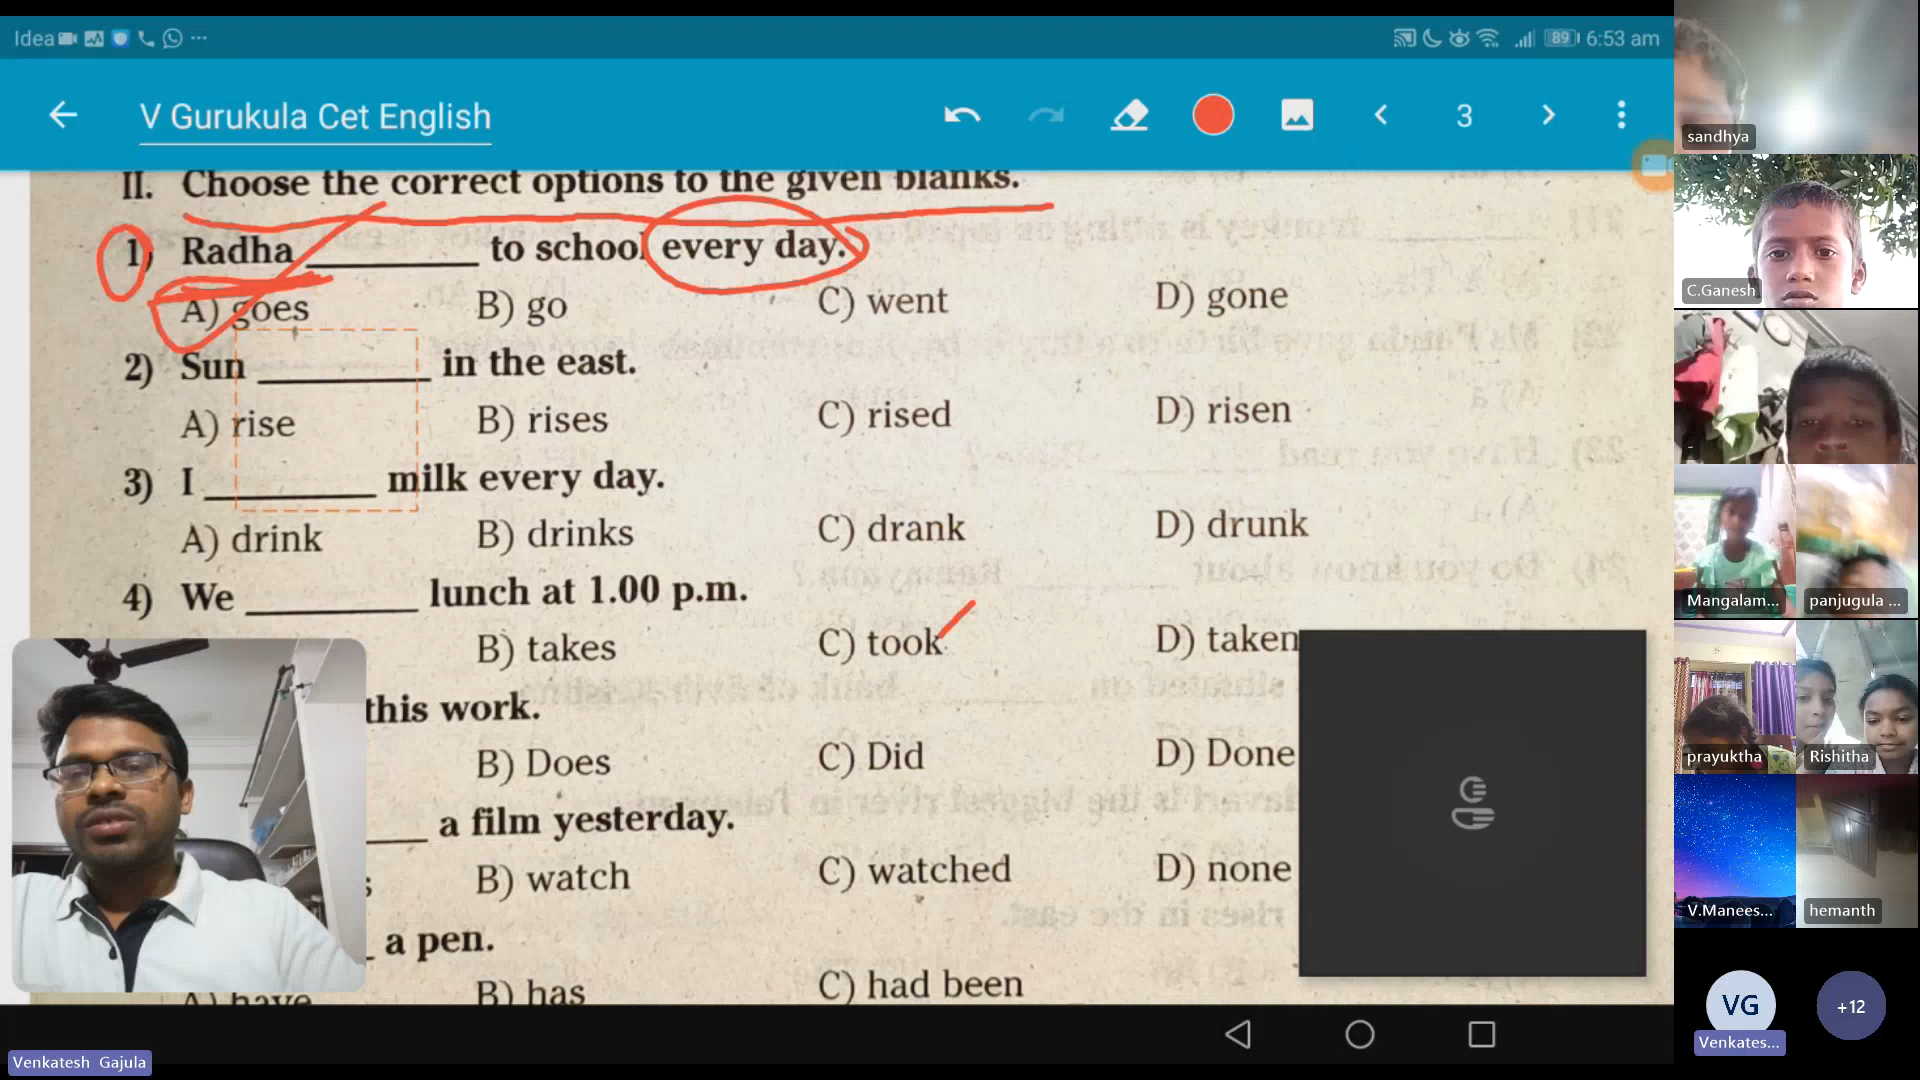 Idea
89 6:53 am
V Gurukula Cet English
3
II. Choose the correct options to the given blanks.
1) Radha ________ to school every day.
A) goes B) go C) went D) gone
2) Sun ________ in the east.
A) rise B) rises C) rised D) risen
3) I ________ milk every day.
A) drink B) drinks C) drank D) drunk
4) We ________ lunch at 1.00 p.m.
B) takes C) took D) taken
this work.
B) Does C) Did D) Done
____ a film yesterday.
B) watch C) watched D) none
a pen.
A) have B) has C) had been
Venkatesh Gajula
sandhya
C.Ganesh
Mangalam...
panjugula ...
prayuktha
Rishitha
V.Manees...
hemanth
VG
Venkates...
+12